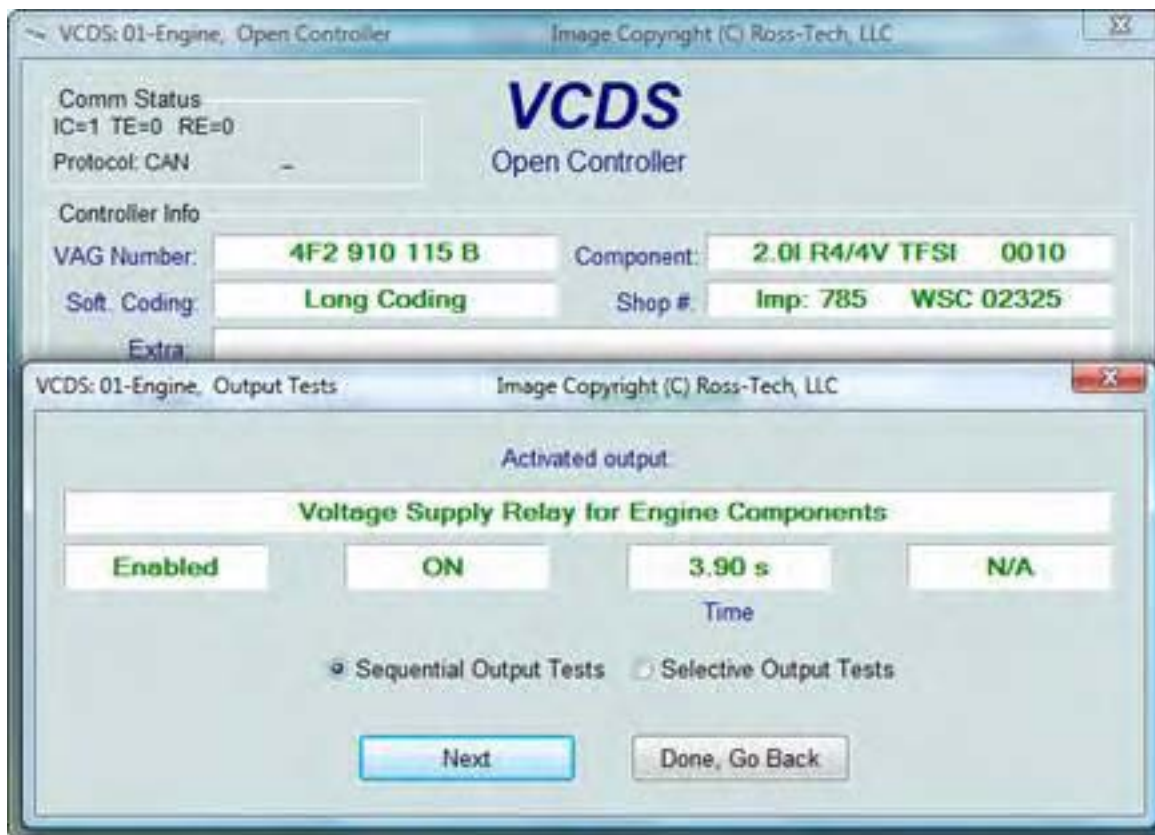 VCDS: 01-Engine, Open Controller Image Copyright (C) Ross-Tech, LLC
Comm Status
IC=1 TE=0 RE=0
Protocol: CAN
VCDS
Open Controller
Controller Info
VAG Number: 4F2 910 115 B Component: 2.0l R4/4V TFSI 0010
Soft. Coding: Long Coding Shop #: Imp: 785 WSC 02325
Extra:
VCDS: 01-Engine, Output Tests Image Copyright (C) Ross-Tech, LLC
Activated output:
Voltage Supply Relay for Engine Components
Enabled ON 3.90 s N/A
Time
Sequential Output Tests Selective Output Tests
Next Done, Go Back